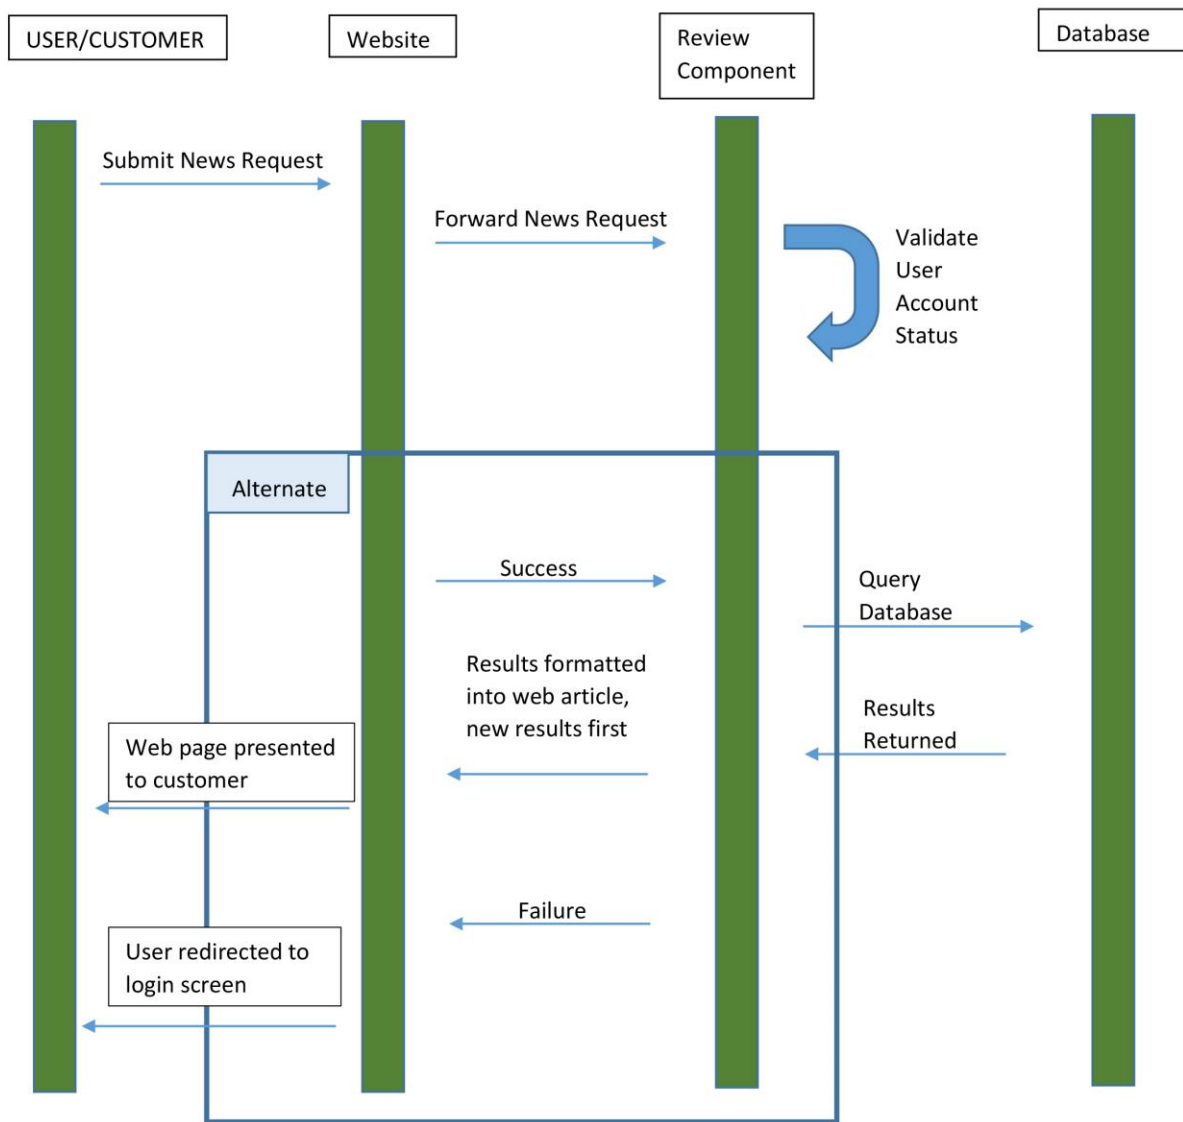 USER/CUSTOMER
Website
Review
Component
Database
Submit News Request
Forward News Request
Validate
User
Account
Status
Alternate
Success
Query
Database
Results formatted
into web article,
new results first
Results
Returned
Web page presented
to customer
Failure
User redirected to
login screen